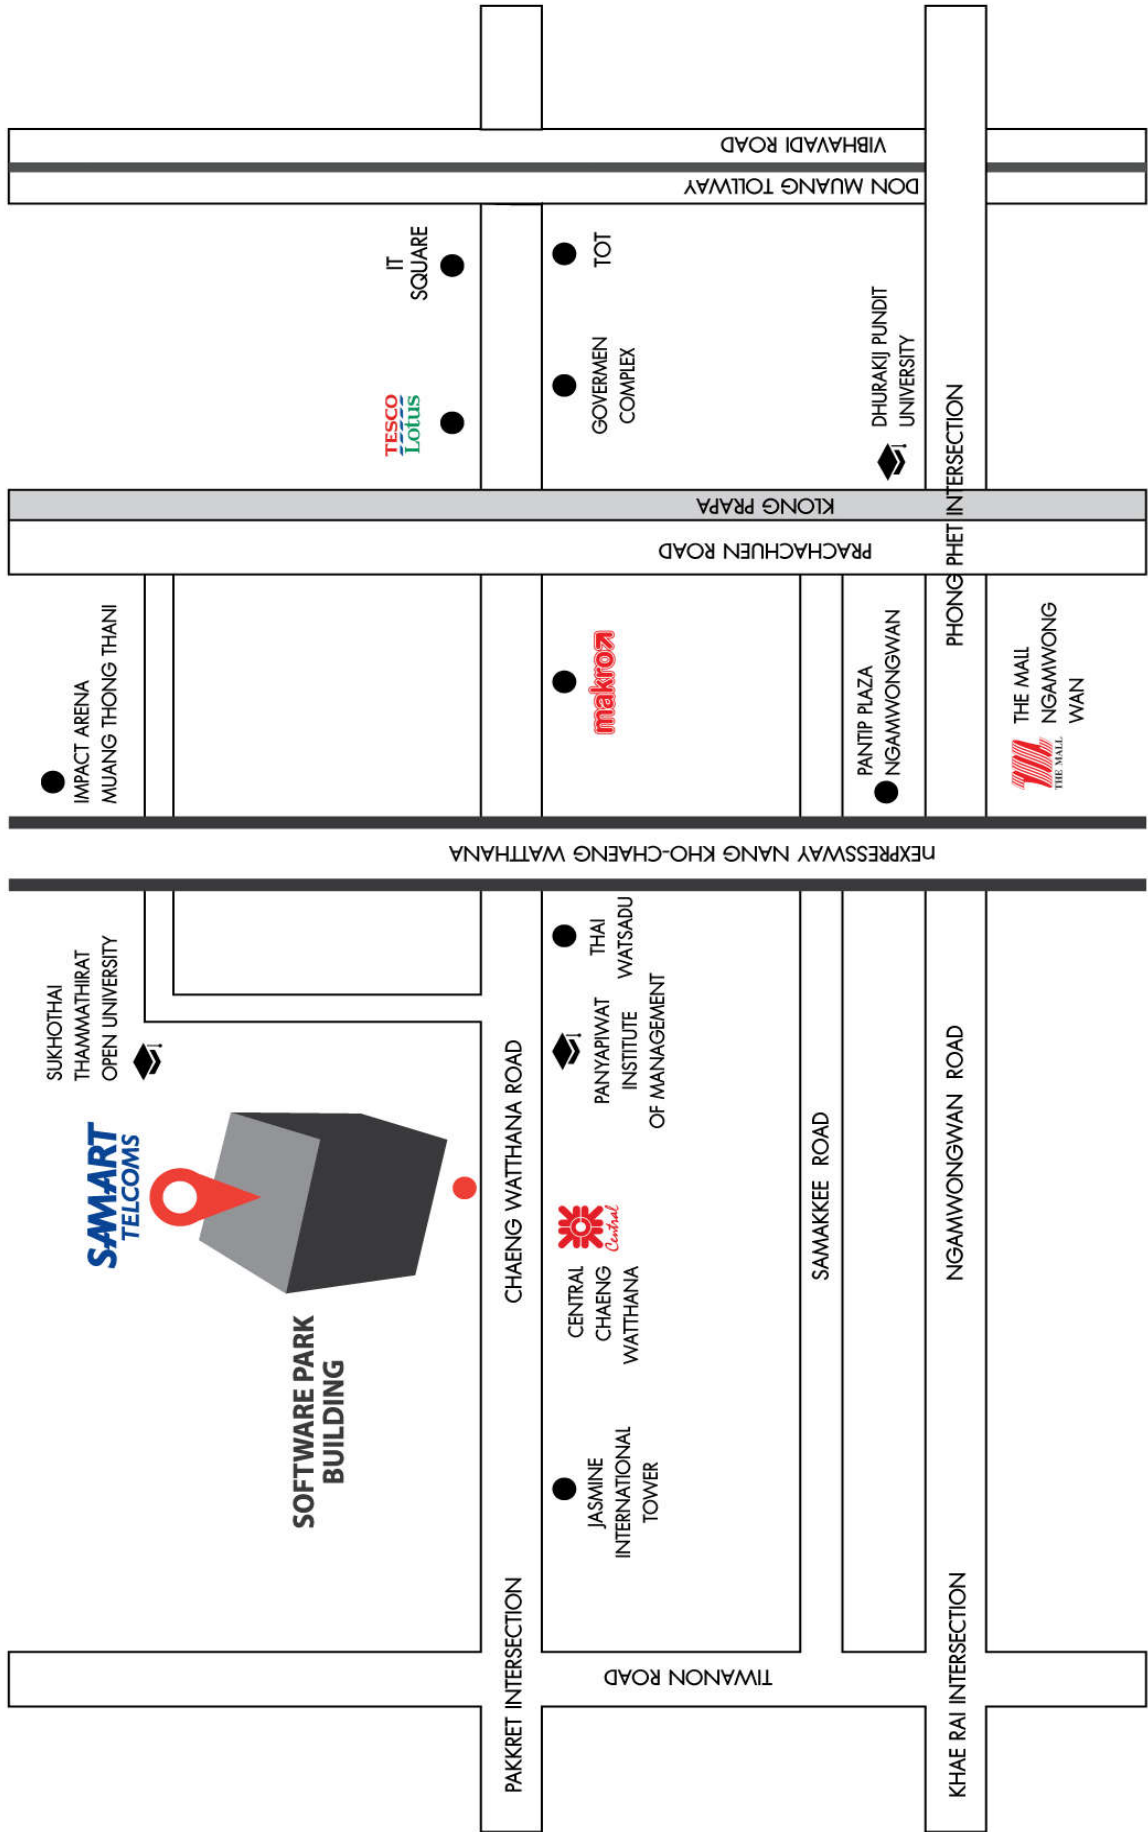 SUKHOTHAI
THAMMATHIRAT
OPEN UNIVERSITY
IMPACT ARENA
MUANG THONG THANI
SAMART
TELCOMS
SOFTWARE PARK
BUILDING
TESCO
Lotus
IT
SQUARE
PAKKRET INTERSECTION
CHAENG WATTHANA ROAD
JASMINE
INTERNATIONAL
TOWER
CENTRAL
CHAENG
WATTHANA
Central
PANYAPIWAT
INSTITUTE
OF MANAGEMENT
THAI
WATSADU
makro
GOVERMEN
COMPLEX
TOT
TIWANON ROAD
nEXPRESSWAY NANG KHO-CHAENG WATTHANA
PRACHACHUEN ROAD
KLONG PRAPA
DON MUANG TOLLWAY
VIBHAVADI ROAD
SAMAKKEE ROAD
PANTIP PLAZA
NGAMWONGWAN
DHURAKIJ PUNDIT
UNIVERSITY
KHAE RAI INTERSECTION
NGAMWONGWAN ROAD
PHONG PHET INTERSECTION
THE MALL
THE MALL
NGAMWONG
WAN